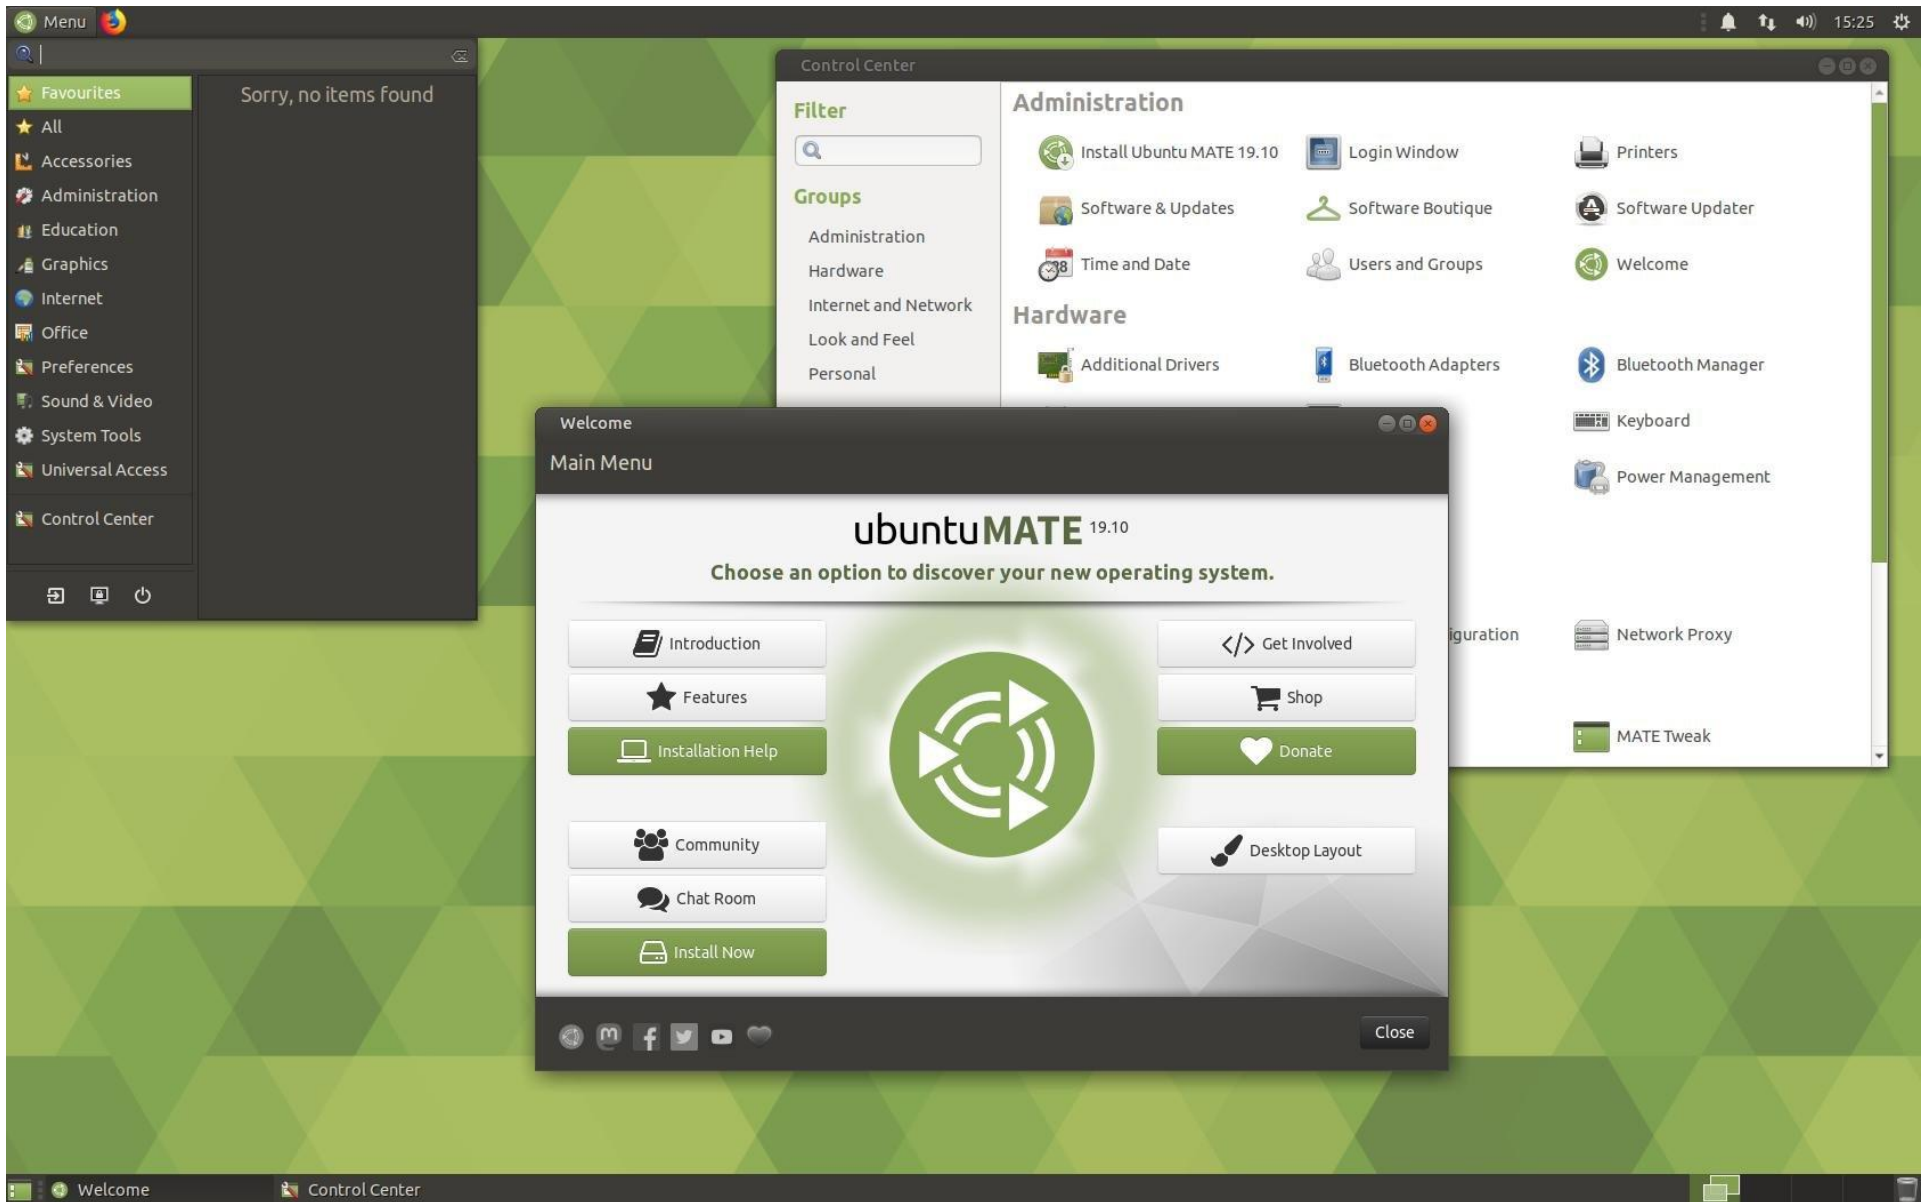 Menu
15:25
Favourites
All
Accessories
Administration
Education
Graphics
Internet
Office
Preferences
Sound & Video
System Tools
Universal Access
Control Center
Sorry, no items found
Control Center
Filter
Groups
Administration
Hardware
Internet and Network
Look and Feel
Personal
Administration
Install Ubuntu MATE 19.10
Login Window
Printers
Software & Updates
Software Boutique
Software Updater
Time and Date
Users and Groups
Welcome
Hardware
Additional Drivers
Bluetooth Adapters
Bluetooth Manager
Keyboard
Power Management
iguration
Network Proxy
MATE Tweak
Welcome
Main Menu
ubuntu MATE 19.10
Choose an option to discover your new operating system.
Introduction
Features
Installation Help
Community
Chat Room
Install Now
Get Involved
Shop
Donate
Desktop Layout
Close
Welcome
Control Center